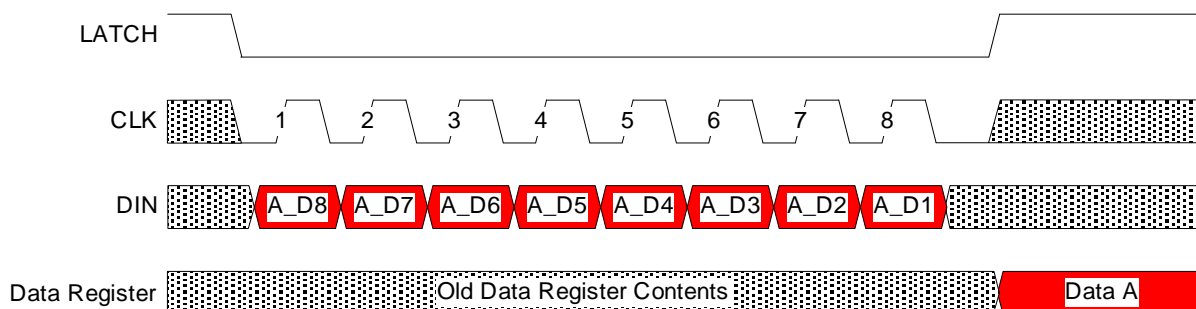 LATCH
CLK 1 2 3 4 5 6 7 8
DIN A_D8 A_D7 A_D6 A_D5 A_D4 A_D3 A_D2 A_D1
Data Register Old Data Register Contents Data A